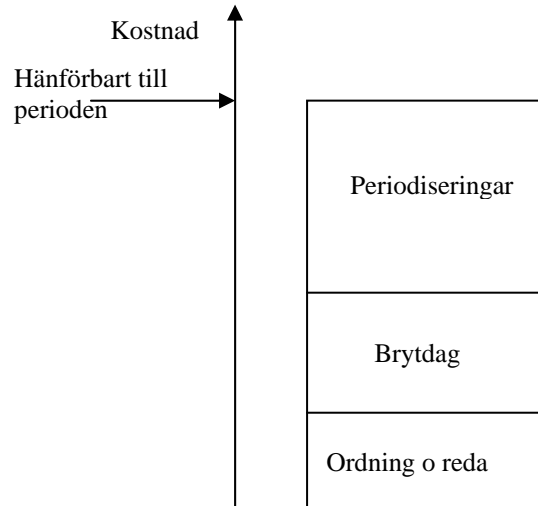 Kostnad
Hänförbart till
perioden
Periodiseringar
Brytdag
Ordning o reda